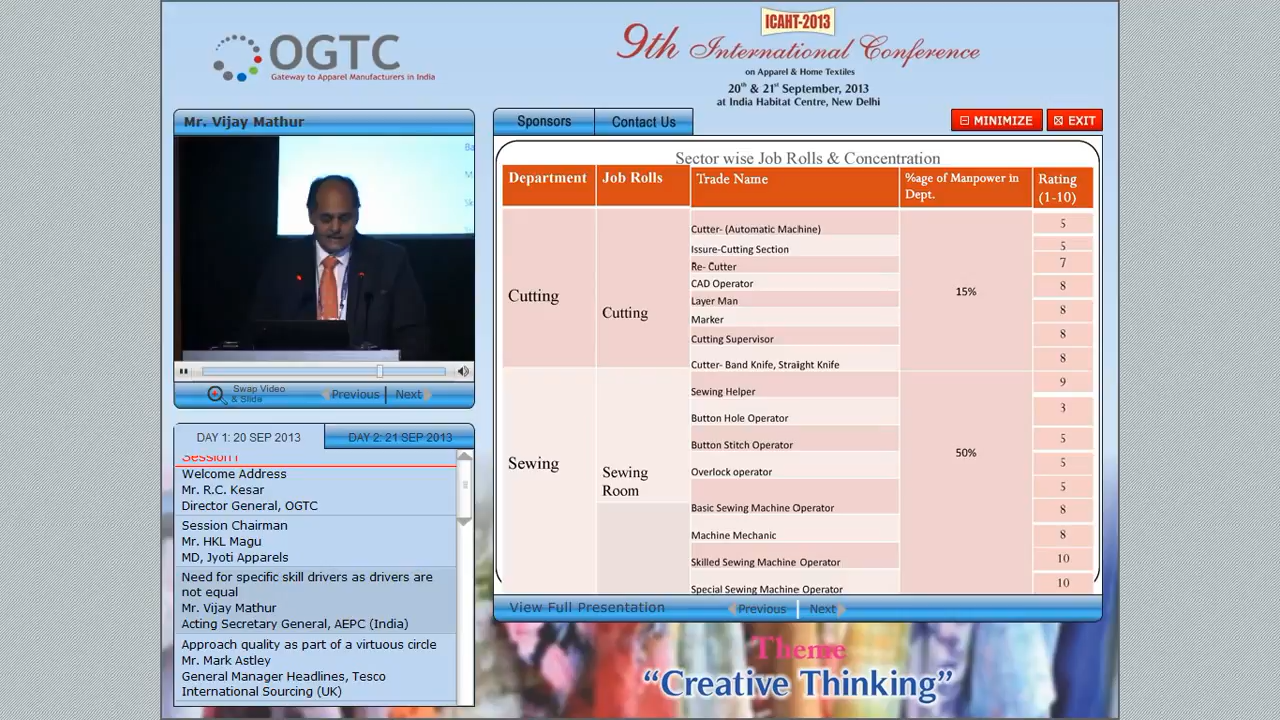 OGTC
Gateway to Apparel Manufacturers in India
ICAHT-2013
9th International Conference
on Apparel & Home Textiles
20th & 21st September, 2013
at India Habitat Centre, New Delhi
Mr. Vijay Mathur
Sponsors
Contact Us
MINIMIZE
EXIT
Swap Video
& Slide
Previous
Next
DAY 1: 20 SEP 2013
DAY 2: 21 SEP 2013
Session I
Welcome Address
Mr. R.C. Kesar
Director General, OGTC
Session Chairman
Mr. HKL Magu
MD, Jyoti Apparels
Need for specific skill drivers as drivers are
not equal
Mr. Vijay Mathur
Acting Secretary General, AEPC (India)
Approach quality as part of a virtuous circle
Mr. Mark Astley
General Manager Headlines, Tesco
International Sourcing (UK)
Sector wise Job Rolls & Concentration
Department
Job Rolls
Trade Name
%age of Manpower in
Dept.
Rating
(1-10)
Cutting
Cutting
Cutter- (Automatic Machine)
Issure-Cutting Section
Re- Cutter
CAD Operator
Layer Man
Marker
Cutting Supervisor
Cutter- Band Knife, Straight Knife
15%
5
5
7
8
8
8
8
Sewing
Sewing
Room
Sewing Helper
Button Hole Operator
Button Stitch Operator
Overlock operator
Basic Sewing Machine Operator
Machine Mechanic
Skilled Sewing Machine Operator
Special Sewing Machine Operator
50%
9
3
5
5
5
8
8
10
10
View Full Presentation
Previous
Next
Theme
“Creative Thinking”